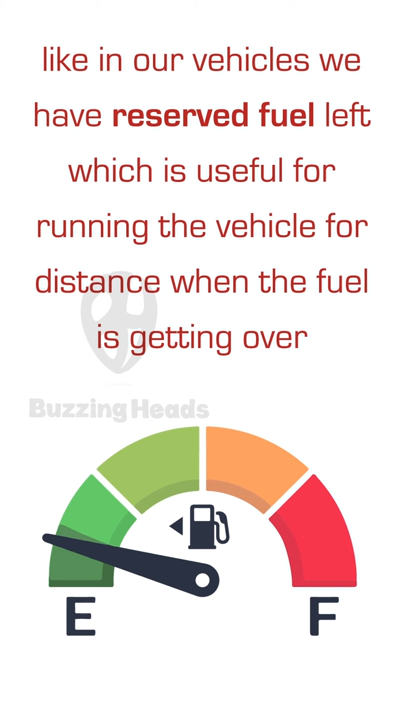 like in our vehicles we
have reserved fuel left
which is useful for
running the vehicle for
distance when the fuel
is getting over
Buzzing Heads
E F